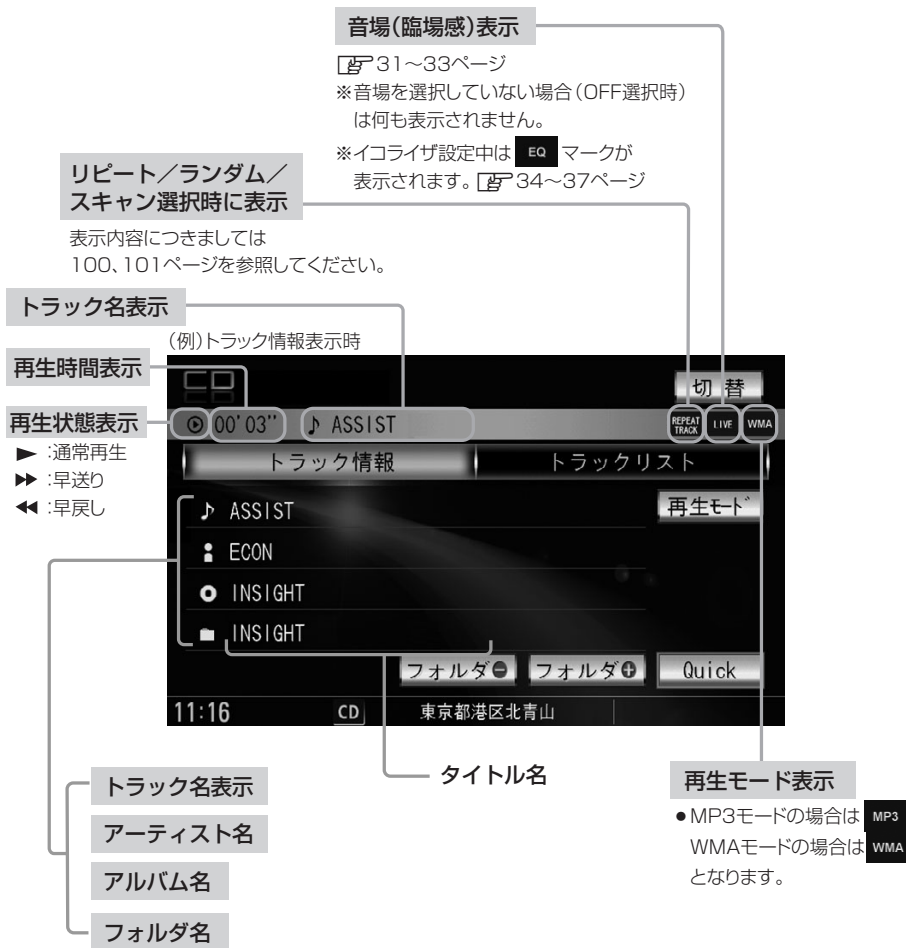 音場(臨場感)表示
31〜33ページ
※音場を選択していない場合(OFF選択時)
は何も表示されません。
※イコライザ設定中は EQ マークが
表示されます。 34〜37ページ
リピート／ランダム／
スキャン選択時に表示
表示内容につきましては
100、101ページを参照してください。
トラック名表示
(例)トラック情報表示時
再生時間表示
再生状態表示
▶ :通常再生
▶▶ :早送り
◀◀ :早戻し
CD
切替
00'03'' ♪ ASSIST REPEAT TRACK LIVE WMA
トラック情報 トラックリスト
♪ ASSIST
再生モード
ECON
INSIGHT
INSIGHT
フォルダ⊖ フォルダ⊕ Quick
11:16 CD 東京都港区北青山
タイトル名
トラック名表示
アーティスト名
アルバム名
フォルダ名
再生モード表示
●MP3モードの場合は MP3
WMAモードの場合は WMA
となります。